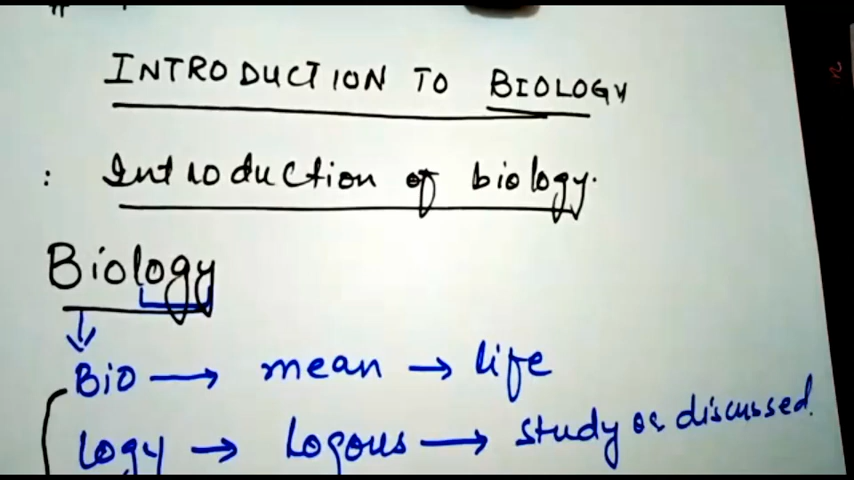 INTRODUCTION TO BIOLOGY
: Introduction of biology.
Biology
Bio → mean → life
logy → Logous → study or discussed.